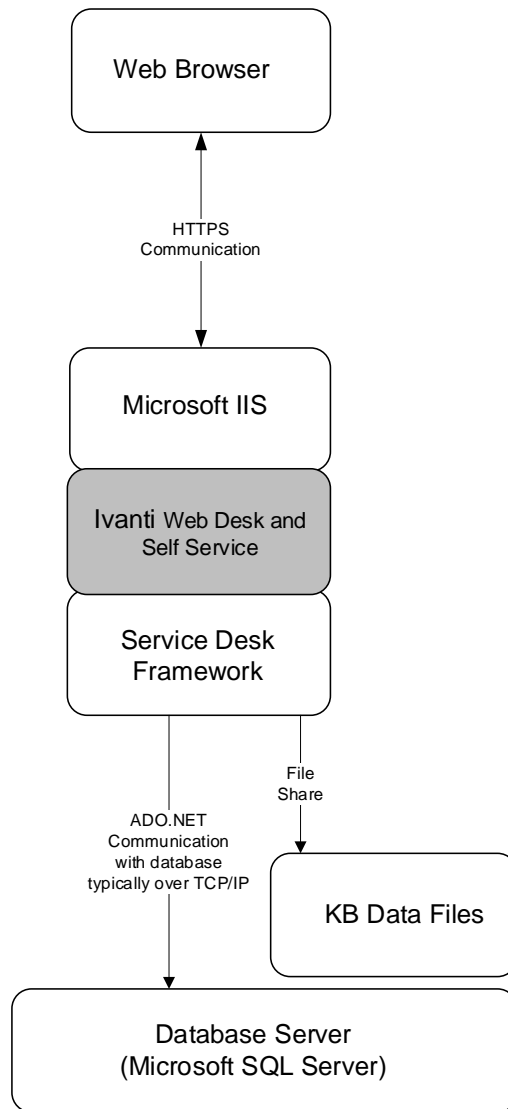 Web Browser
HTTPS
Communication
Microsoft IIS
Ivanti Web Desk and
Self Service
Service Desk
Framework
File
Share
ADO.NET
Communication
with database
typically over TCP/IP
KB Data Files
Database Server
(Microsoft SQL Server)